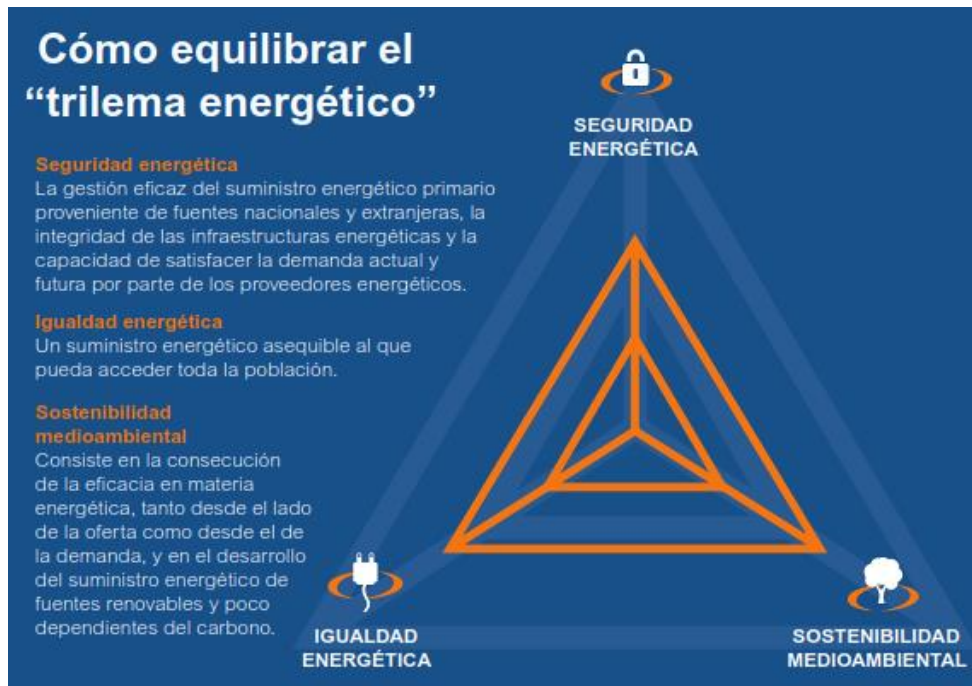 Cómo equilibrar el
“trilema energético”
Seguridad energética
La gestión eficaz del suministro energético primario
proveniente de fuentes nacionales y extranjeras, la
integridad de las infraestructuras energéticas y la
capacidad de satisfacer la demanda actual y
futura por parte de los proveedores energéticos.
Igualdad energética
Un suministro energético asequible al que
pueda acceder toda la población.
Sostenibilidad
medioambiental
Consiste en la consecución
de la eficacia en materia
energética, tanto desde el lado
de la oferta como desde el de
la demanda, y en el desarrollo
del suministro energético de
fuentes renovables y poco
dependientes del carbono.
SEGURIDAD
ENERGÉTICA
IGUALDAD
ENERGÉTICA
SOSTENIBILIDAD
MEDIOAMBIENTAL